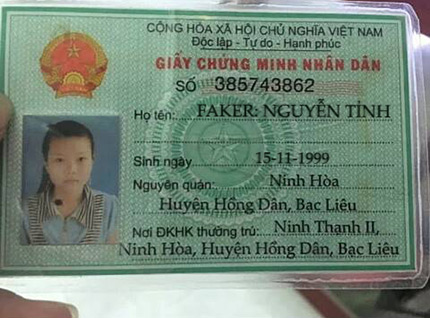 CỘNG HÒA XÃ HỘI CHỦ NGHĨA VIỆT NAM
Độc lập - Tự do - Hạnh phúc
GIẤY CHỨNG MINH NHÂN DÂN
SỐ 385743862
Họ tên: FAKER: NGUYỄN TÌNH
Sinh ngày 15-11-1999
Nguyên quán: Ninh Hòa
Huyện Hồng Dân, Bạc Liêu
Nơi ĐKHK thường trú: Ninh Thạnh II,
Ninh Hòa, Huyện Hồng Dân, Bạc Liêu